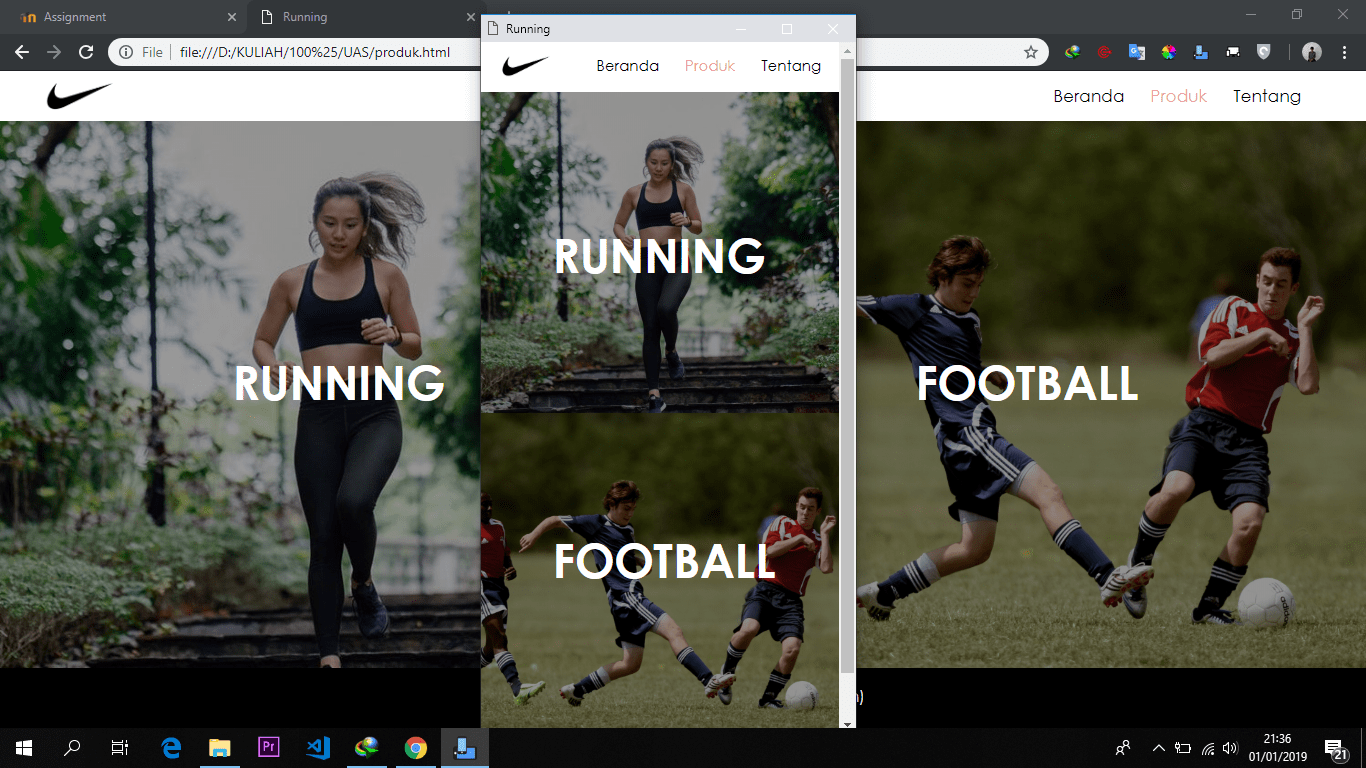 Assignment
Running
File
file:///D:/KULIAH/100%25/UAS/produk.html
Running
Beranda Produk Tentang
RUNNING
FOOTBALL
Beranda Produk Tentang
RUNNING
FOOTBALL
)
Pr
21:36
01/01/2019
21